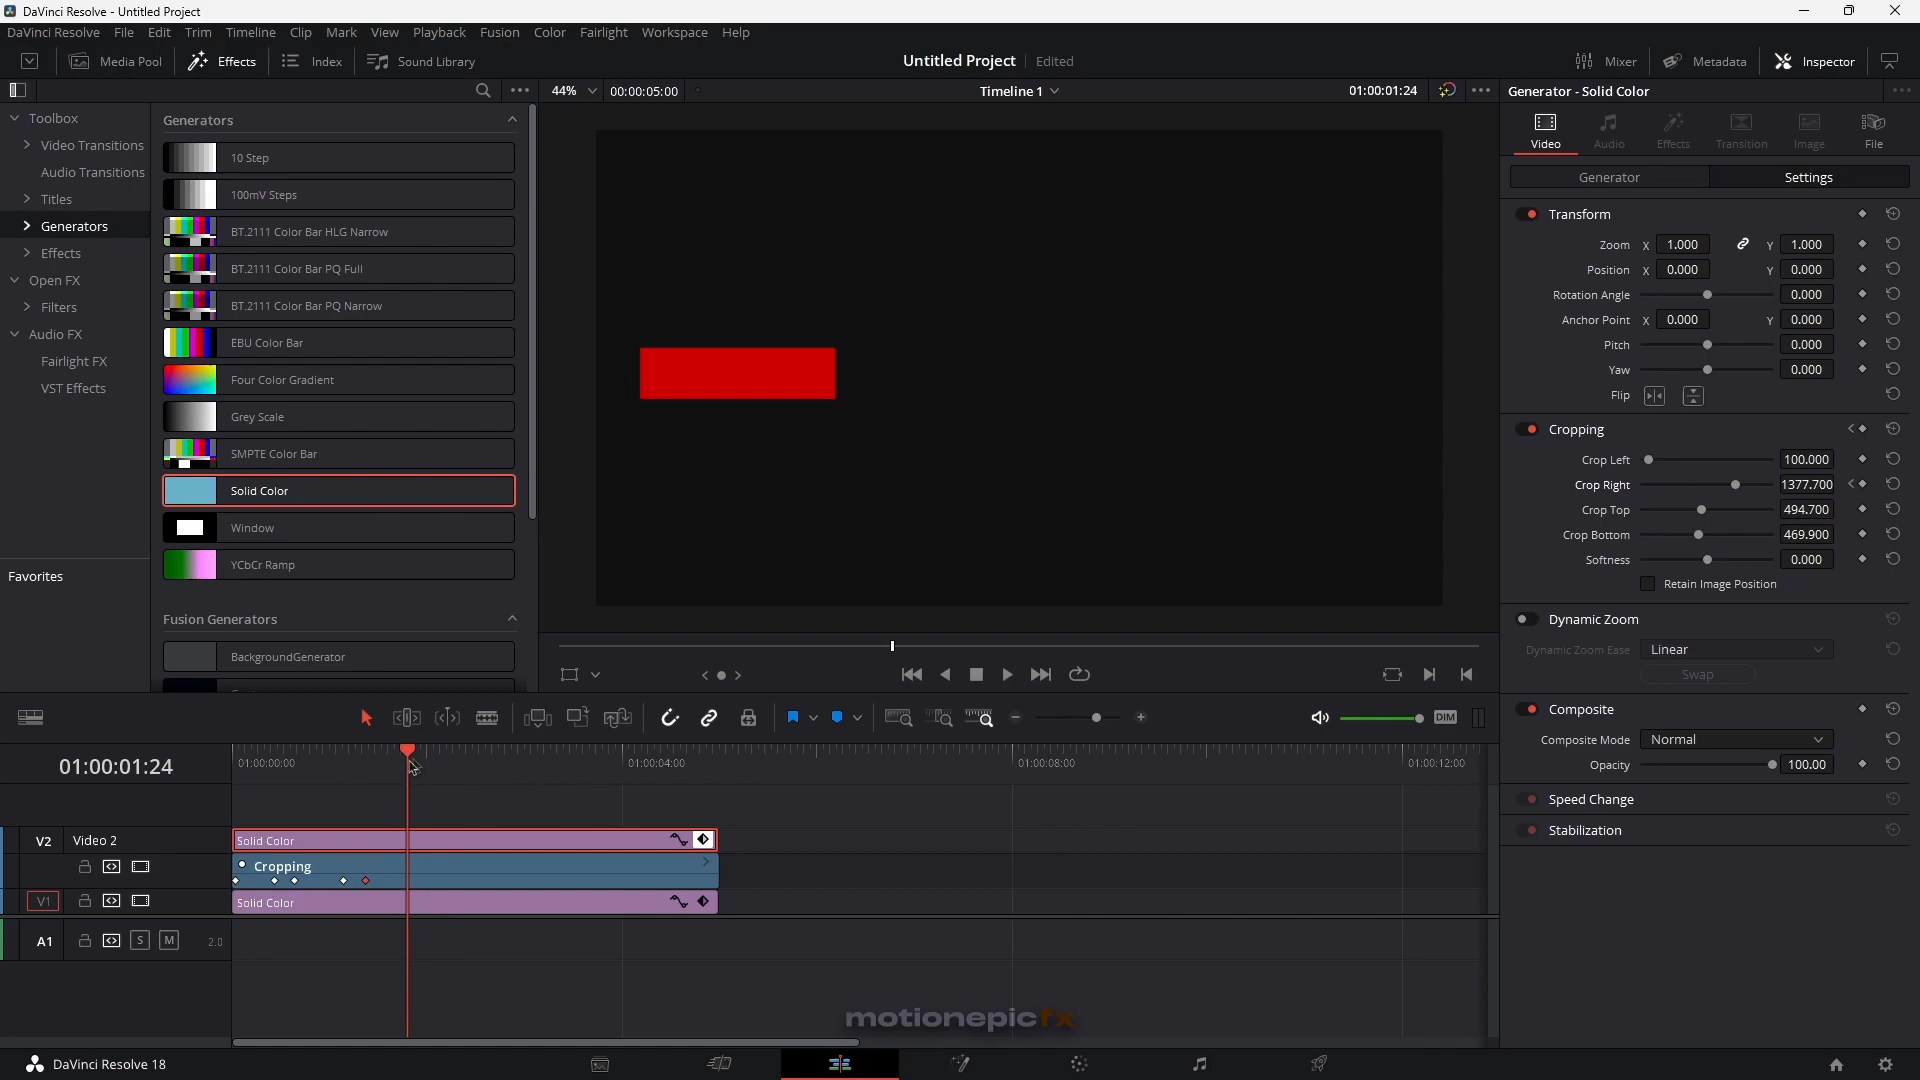 DaVinci Resolve - Untitled Project
DaVinci Resolve File Edit Trim Timeline Clip Mark View Playback Fusion Color Fairlight Workspace Help
Media Pool Effects Index Sound Library Untitled Project Edited Mixer Metadata Inspector
44% 00:00:05:00 Timeline 1 01:00:01:24 Generator - Solid Color
Toolbox
Video Transitions
Audio Transitions
Titles
Generators
Effects
Open FX
Filters
Audio FX
Fairlight FX
VST Effects
Favorites
Generators
10 Step
100mV Steps
BT.2111 Color Bar HLG Narrow
BT.2111 Color Bar PQ Full
BT.2111 Color Bar PQ Narrow
EBU Color Bar
Four Color Gradient
Grey Scale
SMPTE Color Bar
Solid Color
Window
YCbCr Ramp
Fusion Generators
BackgroundGenerator
Video Audio Effects Transition Image File
Generator Settings
Transform
Zoom X 1.000 Y 1.000
Position X 0.000 Y 0.000
Rotation Angle 0.000
Anchor Point X 0.000 Y 0.000
Pitch 0.000
Yaw 0.000
Flip
Cropping
Crop Left 100.000
Crop Right 1377.700
Crop Top 494.700
Crop Bottom 469.900
Softness 0.000
Retain Image Position
Dynamic Zoom
Dynamic Zoom Ease Linear
Swap
Composite
Composite Mode Normal
Opacity 100.00
Speed Change
Stabilization
DIM
01:00:01:24 01:00:00:00 01:00:04:00 01:00:08:00 01:00:12:00
V2 Video 2 Solid Color
Cropping
V1 Solid Color
A1 S M 2.0
motionepicfx
DaVinci Resolve 18